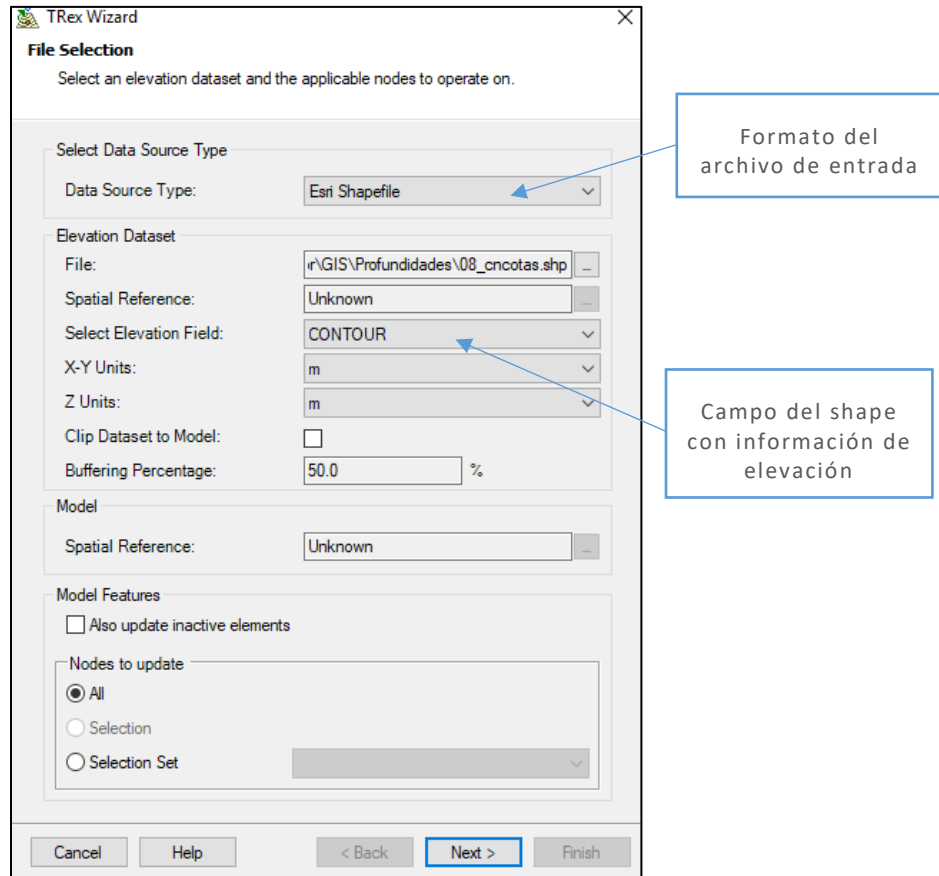 TRex Wizard
File Selection
Select an elevation dataset and the applicable nodes to operate on.
Select Data Source Type
Data Source Type:
Esri Shapefile
Formato del
archivo de entrada
Elevation Dataset
File:
r\GIS\Profundidades\08_cncotas.shp
...
Spatial Reference:
Unknown
...
Select Elevation Field:
CONTOUR
X-Y Units:
m
Z Units:
m
Clip Dataset to Model:
Buffering Percentage:
50.0
%
Campo del shape
con información de
elevación
Model
Spatial Reference:
Unknown
...
Model Features
Also update inactive elements
Nodes to update
All
Selection
Selection Set
Cancel
Help
< Back
Next >
Finish